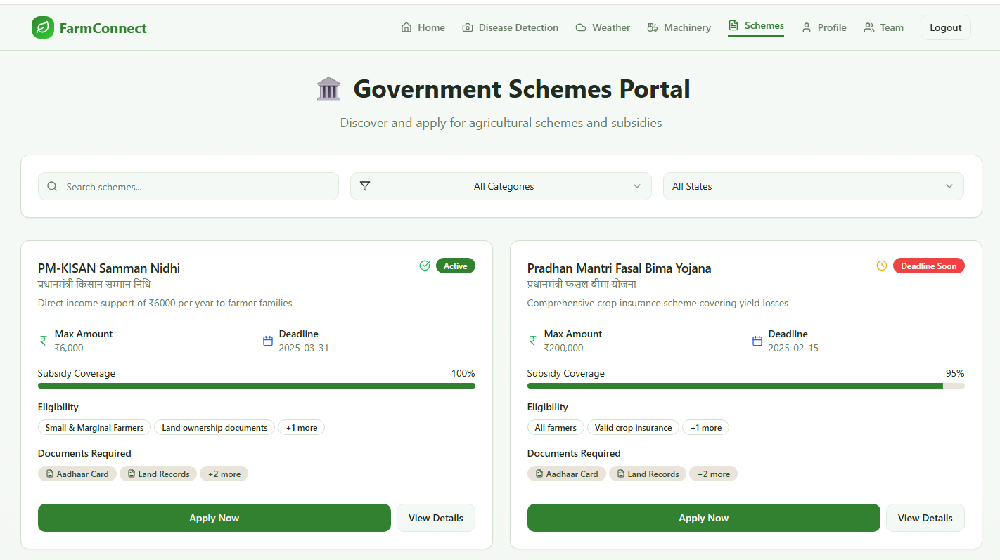 FarmConnect
Home Disease Detection Weather Machinery Schemes Profile Team Logout
Government Schemes Portal
Discover and apply for agricultural schemes and subsidies
Search schemes... All Categories All States
PM-KISAN Samman Nidhi Active
प्रधानमंत्री किसान सम्मान निधि
Direct income support of ₹6000 per year to farmer families
Max Amount Deadline
₹6,000 2025-03-31
Subsidy Coverage 100%
Eligibility
Small & Marginal Farmers Land ownership documents +1 more
Documents Required
Aadhaar Card Land Records +2 more
Apply Now View Details
Pradhan Mantri Fasal Bima Yojana Deadline Soon
प्रधानमंत्री फसल बीमा योजना
Comprehensive crop insurance scheme covering yield losses
Max Amount Deadline
₹200,000 2025-02-15
Subsidy Coverage 95%
Eligibility
All farmers Valid crop insurance +1 more
Documents Required
Aadhaar Card Land Records +2 more
Apply Now View Details